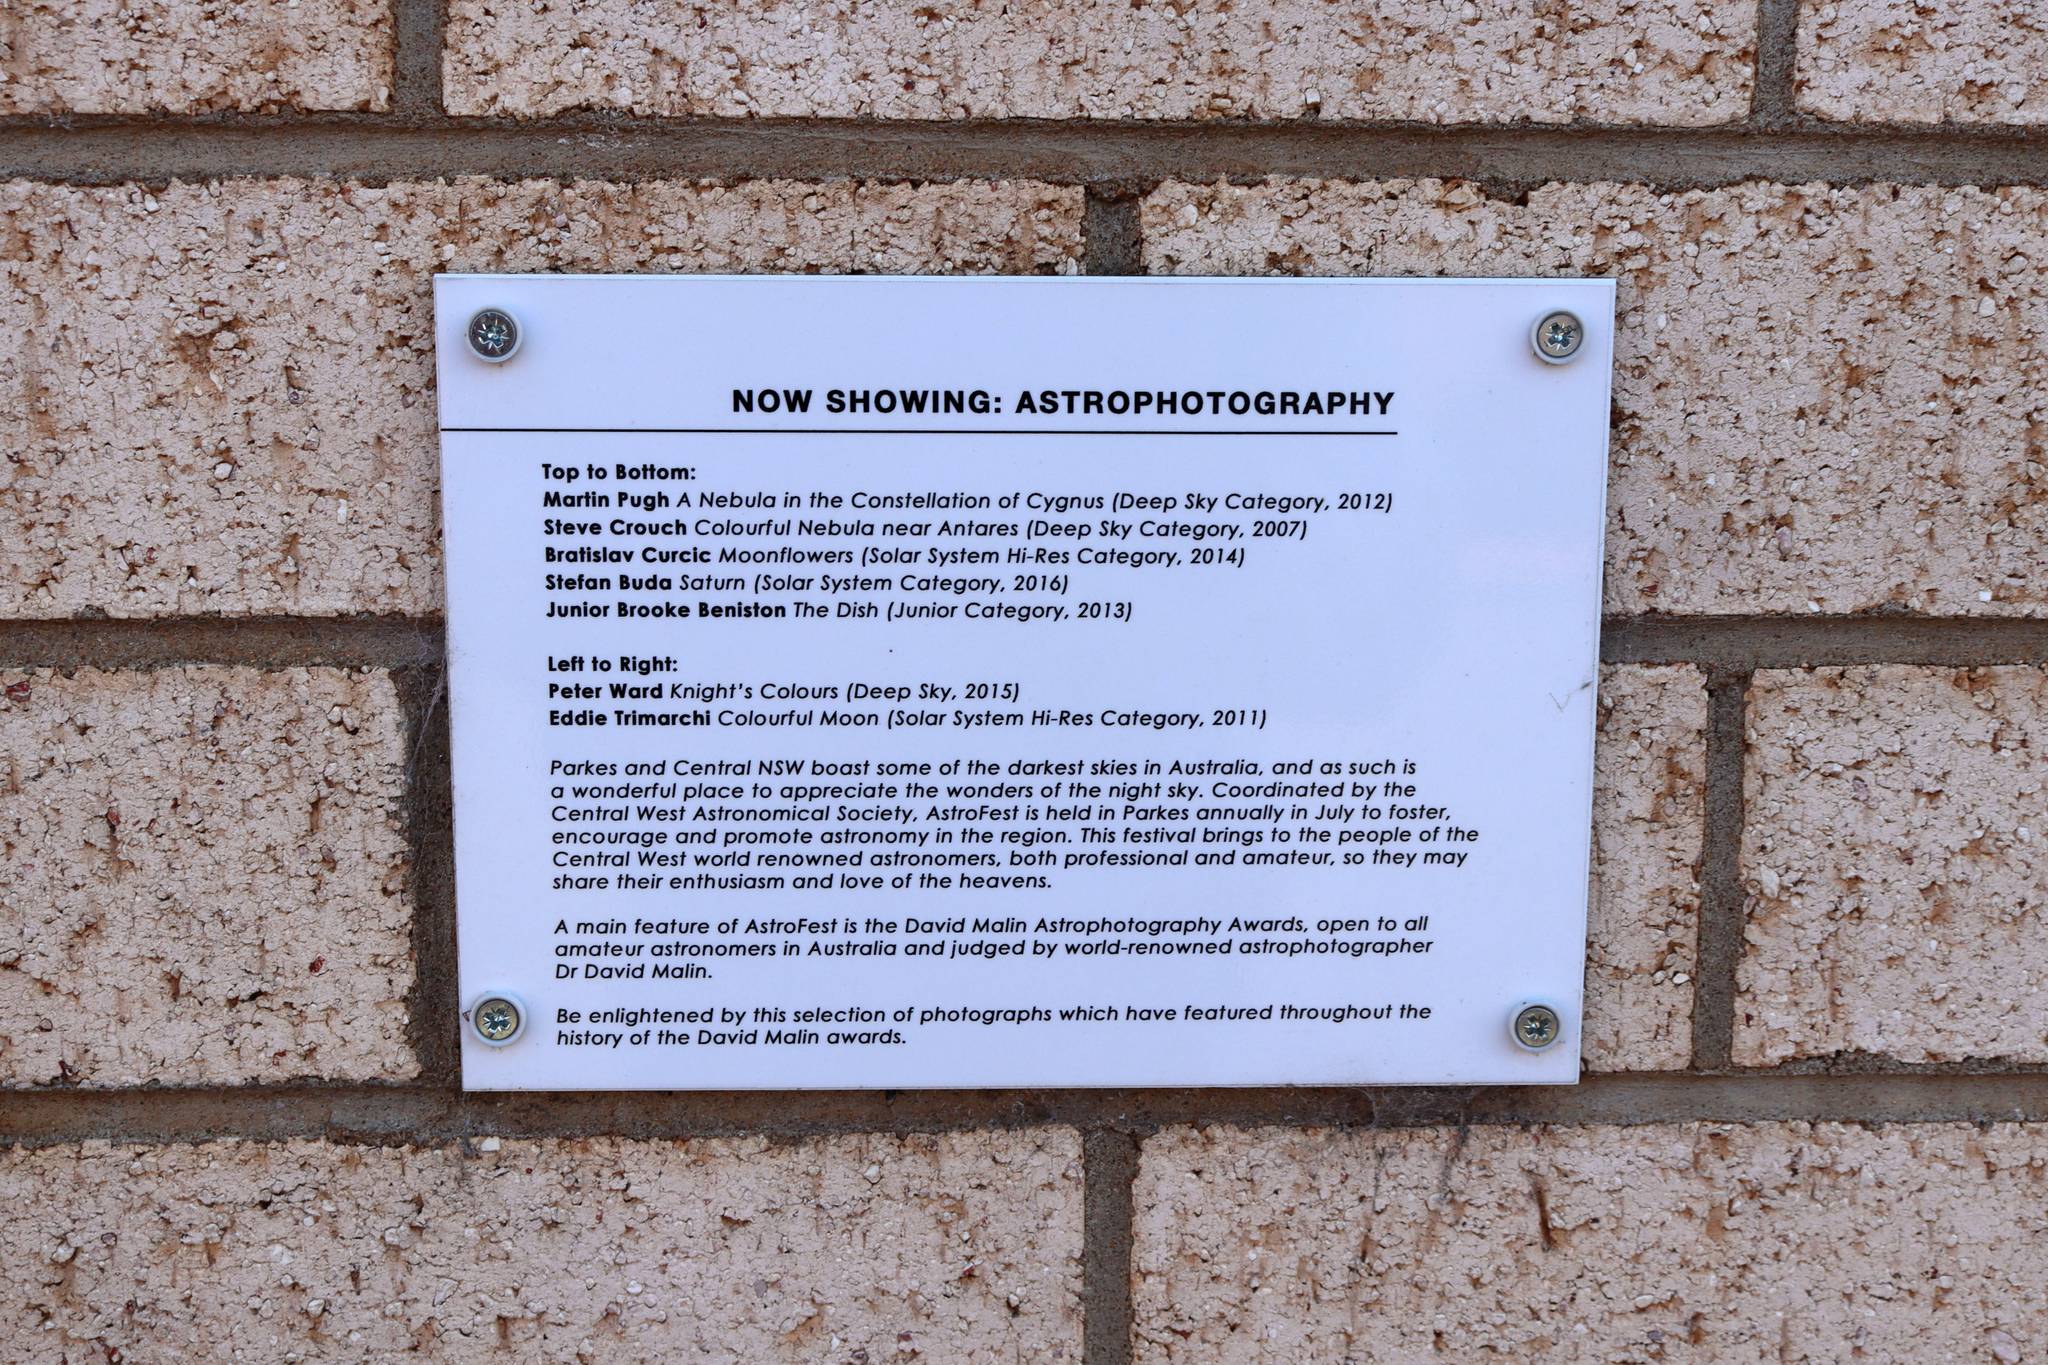 NOW SHOWING: ASTROPHOTOGRAPHY
Top to Bottom:
Martin Pugh A Nebula in the Constellation of Cygnus (Deep Sky Category, 2012)
Steve Crouch Colourful Nebula near Antares (Deep Sky Category, 2007)
Bratislav Curcic Moonflowers (Solar System Hi-Res Category, 2014)
Stefan Buda Saturn (Solar System Category, 2016)
Junior Brooke Beniston The Dish (Junior Category, 2013)
Left to Right:
Peter Ward Knight's Colours (Deep Sky, 2015)
Eddie Trimarchi Colourful Moon (Solar System Hi-Res Category, 2011)
Parkes and Central NSW boast some of the darkest skies in Australia, and as such is
a wonderful place to appreciate the wonders of the night sky. Coordinated by the
Central West Astronomical Society, AstroFest is held in Parkes annually in July to foster,
encourage and promote astronomy in the region. This festival brings to the people of the
Central West world renowned astronomers, both professional and amateur, so they may
share their enthusiasm and love of the heavens.
A main feature of AstroFest is the David Malin Astrophotography Awards, open to all
amateur astronomers in Australia and judged by world-renowned astrophotographer
Dr David Malin.
Be enlightened by this selection of photographs which have featured throughout the
history of the David Malin awards.